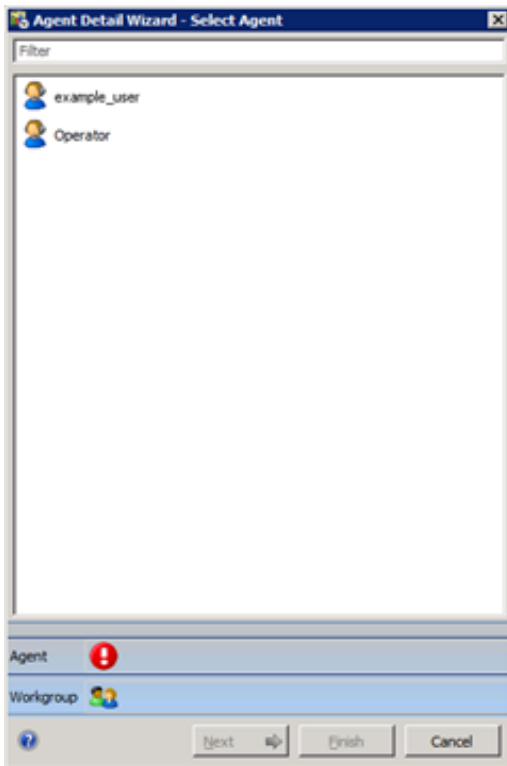 Agent Detail Wizard - Select Agent
Filter
example_user
Operator
Agent
Workgroup
Next
Finish
Cancel